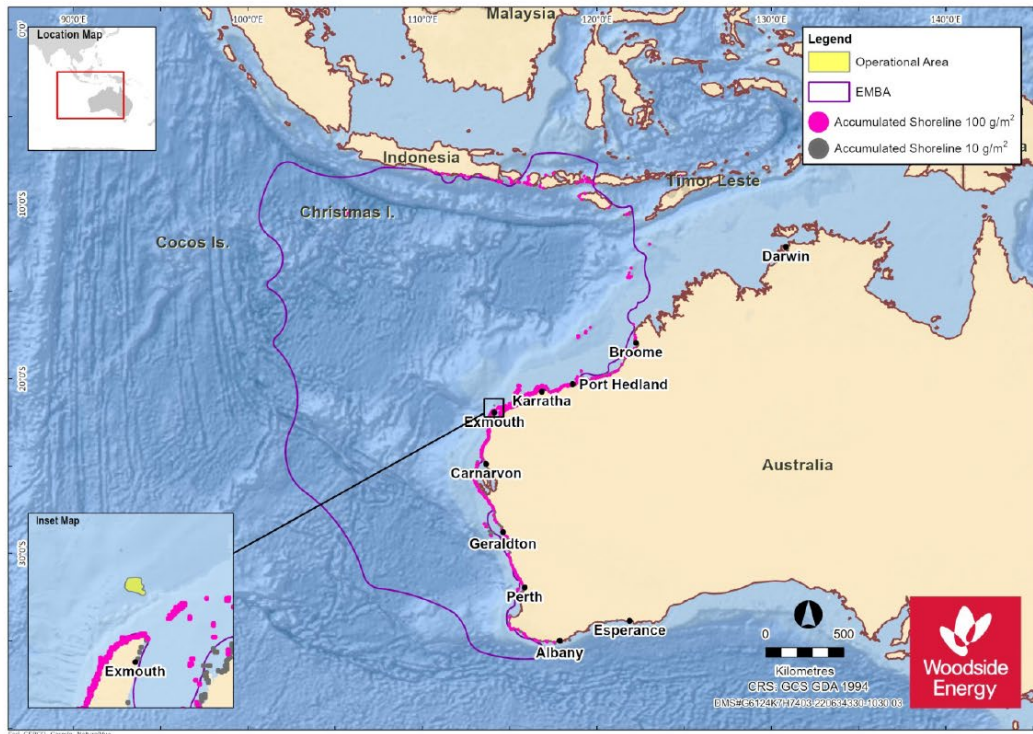 90°0'E
100°0'E
110°0'E
120°0'E
130°0'E
140°0'E
Location Map
Malaysia
0°0'
Legend
Operational Area
EMBA
Accumulated Shoreline 100 g/m²
Accumulated Shoreline 10 g/m²
Indonesia
Timor Leste
10°0'S
Christmas I.
Cocos Is.
Darwin
Broome
20°0'S
Port Hedland
Karratha
Exmouth
Carnarvon
Australia
Inset Map
Geraldton
30°0'S
Perth
Esperance
Albany
Exmouth
0 500
Kilometres
CRS: GCS GDA 1994
Woodside
Energy